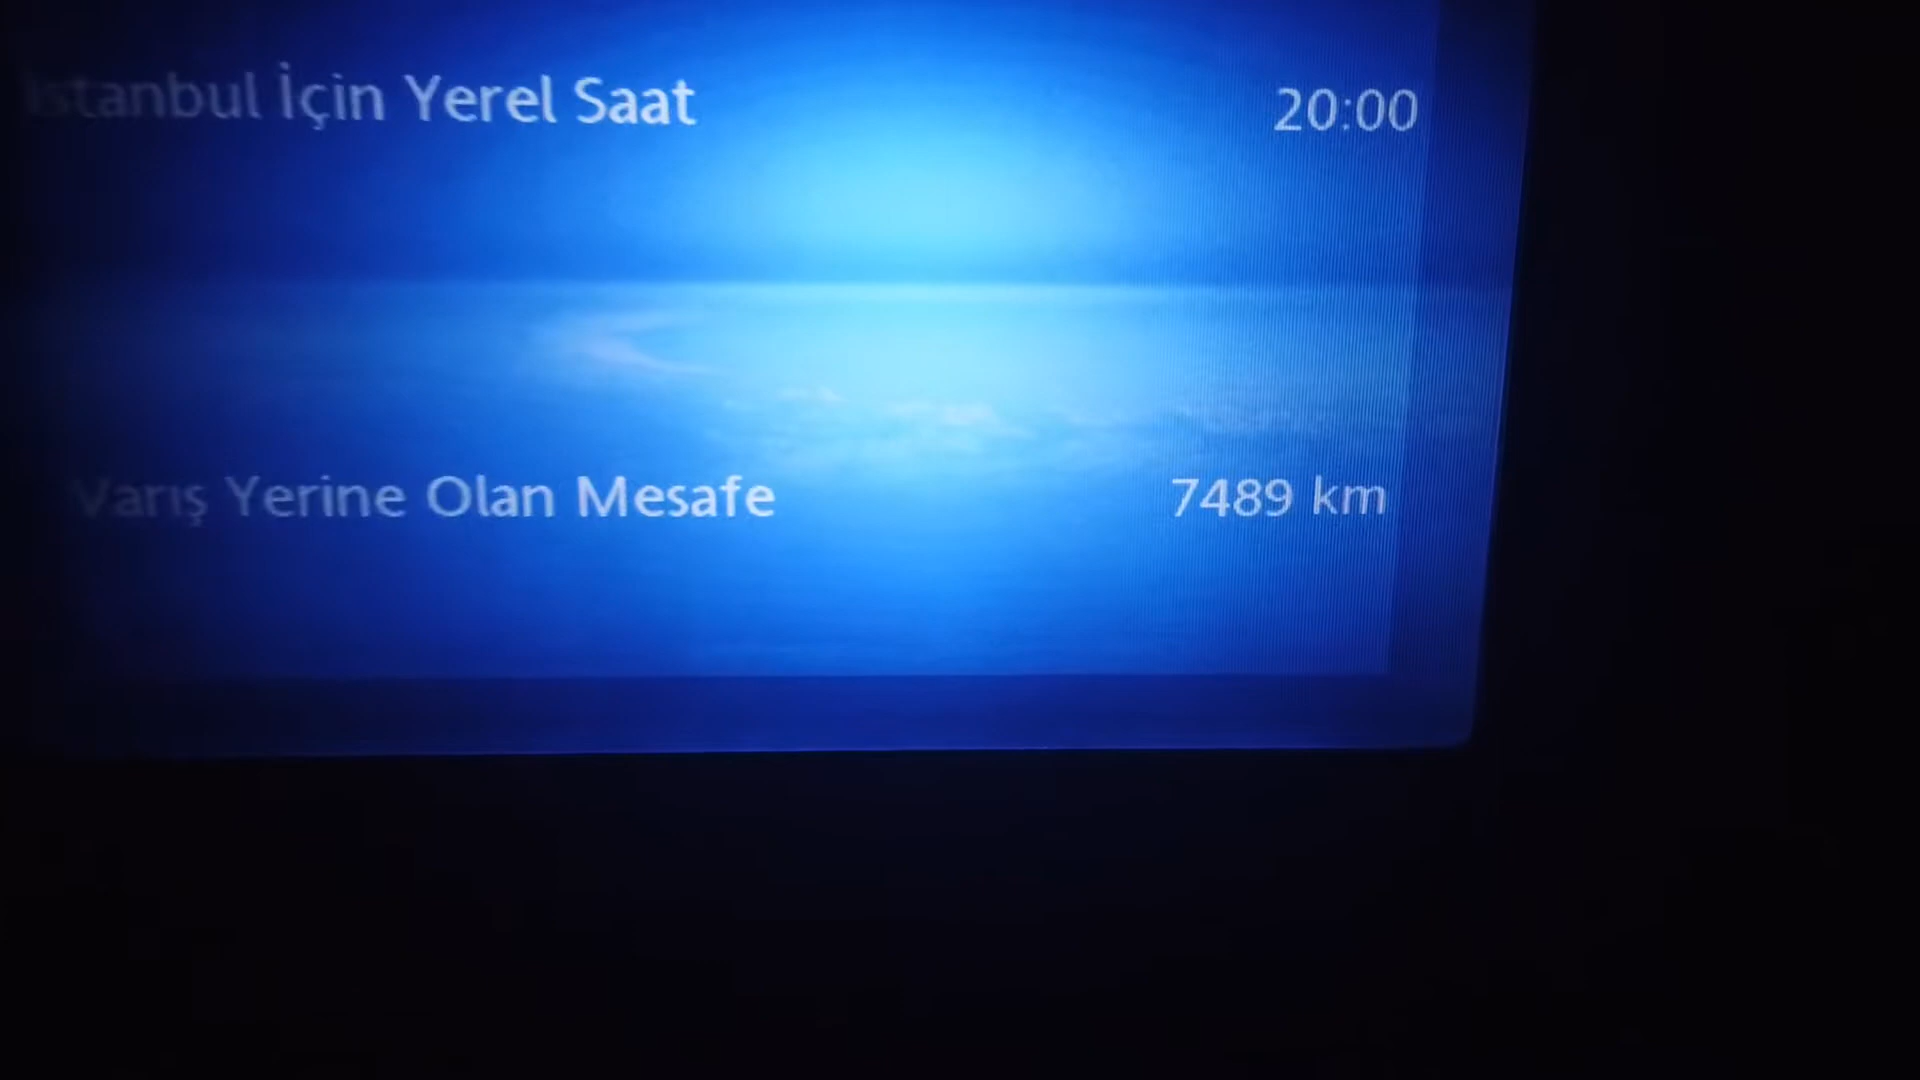 İstanbul İçin Yerel Saat 20:00
Varış Yerine Olan Mesafe 7489 km